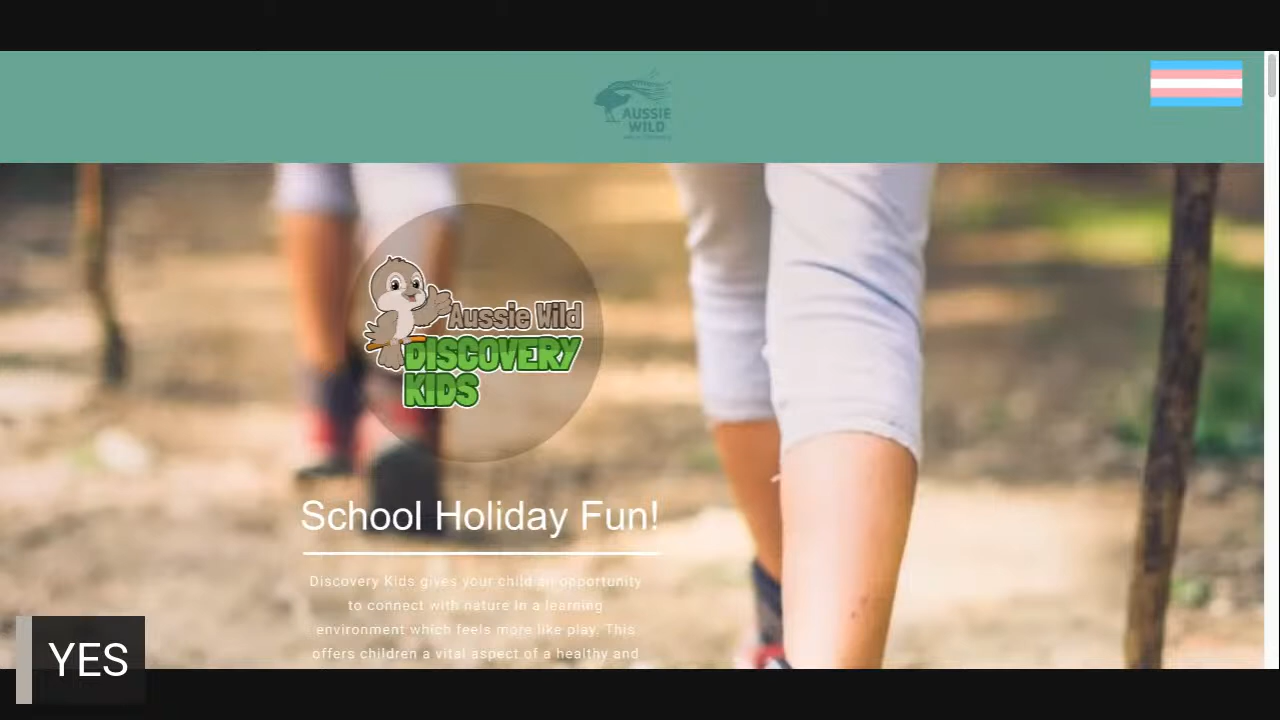 AUSSIE
WILD
Aussie Wild
DISCOVERY
KIDS
School Holiday Fun!
Discovery Kids gives your child an opportunity
to connect with nature in a learning
environment which feels more like play. This
offers children a vital aspect of a healthy and
YES